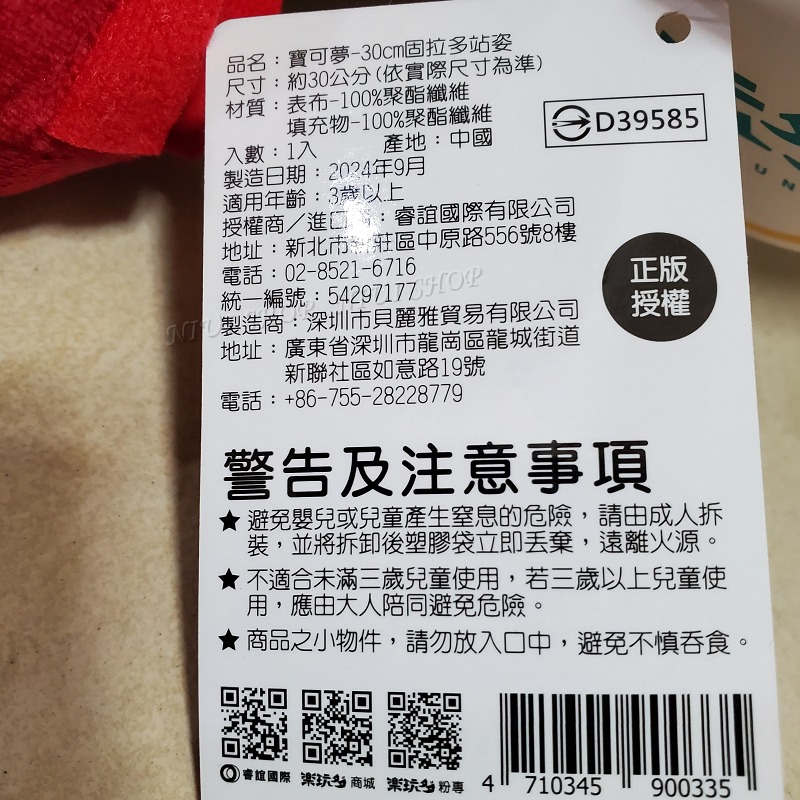 品名：寶可夢-30cm固拉多站姿
尺寸：約30公分(依實際尺寸為準)
材質：表布-100%聚酯纖維
填充物-100%聚酯纖維
入數：1入　產地：中國
D39585
製造日期：2024年9月
適用年齡：3歲以上
授權商／進口商：睿誼國際有限公司
地址：新北市新莊區中原路556號8樓
電話：02-8521-6716
統一編號：54297177
製造商：深圳市貝麗雅貿易有限公司
地址：廣東省深圳市龍崗區龍城街道
新聯社區如意路19號
電話：+86-755-28228779
正版
授權
警告及注意事項
★ 避免嬰兒或兒童產生窒息的危險，請由成人拆
裝，並將拆卸後塑膠袋立即丟棄，遠離火源。
★ 不適合未滿三歲兒童使用，若三歲以上兒童使
用，應由大人陪同避免危險。
★ 商品之小物件，請勿放入口中，避免不慎吞食。
睿誼國際 樂玩多 商城 樂玩多 粉專
4 710345 900335